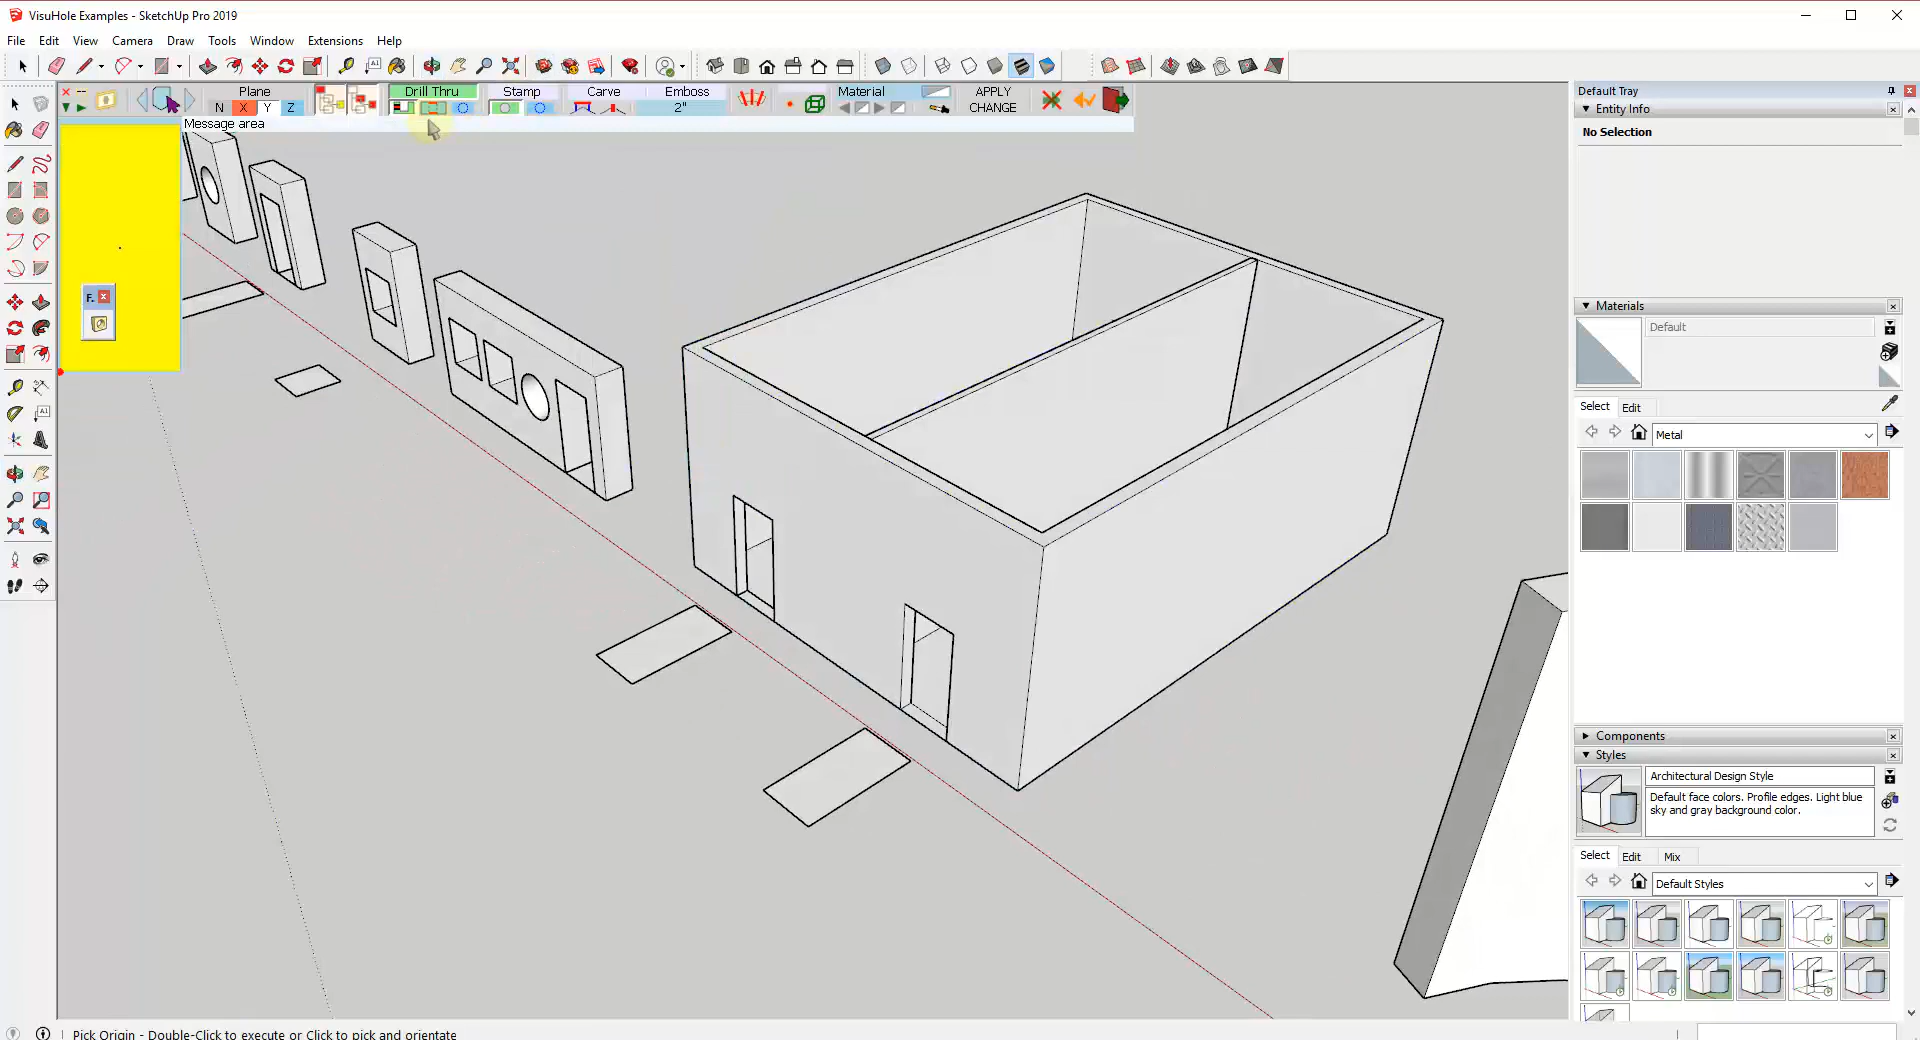 VisuHole Examples - SketchUp Pro 2019
File Edit View Camera Draw Tools Window Extensions Help
Plane Drill Thru Stamp Carve Emboss Material APPLY
N X Y Z 2" CHANGE
Message area
F.
A1
A1
Default Tray
Entity Info
No Selection
Materials
Default
Select Edit
Metal
Components
Styles
Architectural Design Style
Default face colors. Profile edges. Light blue
sky and gray background color.
Select Edit Mix
Default Styles
Pick Origin - Double-Click to execute or Click to pick and orientate